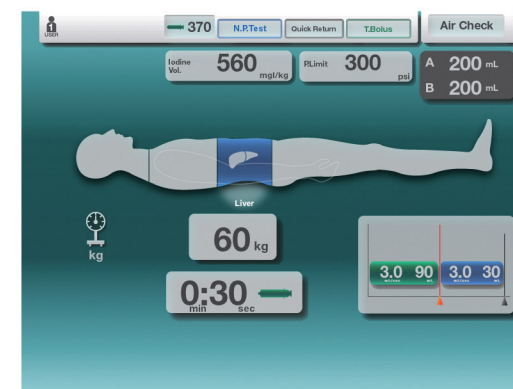 USER
370
N.P.Test
Quick Return
T.Bolus
Air Check
Iodine Vol. 560 mgI/kg
P.Limit 300 psi
A 200 mL
B 200 mL
Liver
kg
60 kg
0:30
min sec
3.0 90 3.0 30